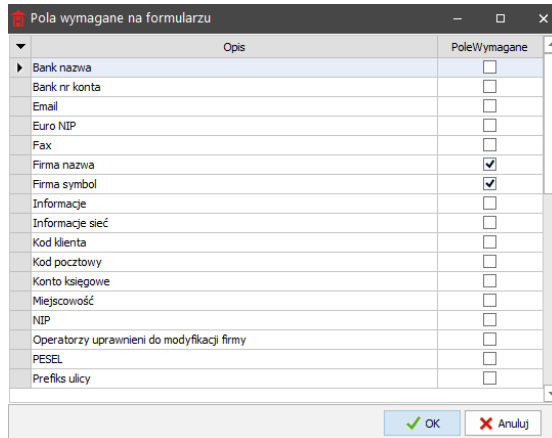 Pola wymagane na formularzu
Opis PoleWymagane
Bank nazwa
Bank nr konta
Email
Euro NIP
Fax
Firma nazwa
Firma symbol
Informacje
Informacje sieć
Kod klienta
Kod pocztowy
Konto księgowe
Miejscowość
NIP
Operatorzy uprawnieni do modyfikacji firmy
PESEL
Prefiks ulicy
OK Anuluj